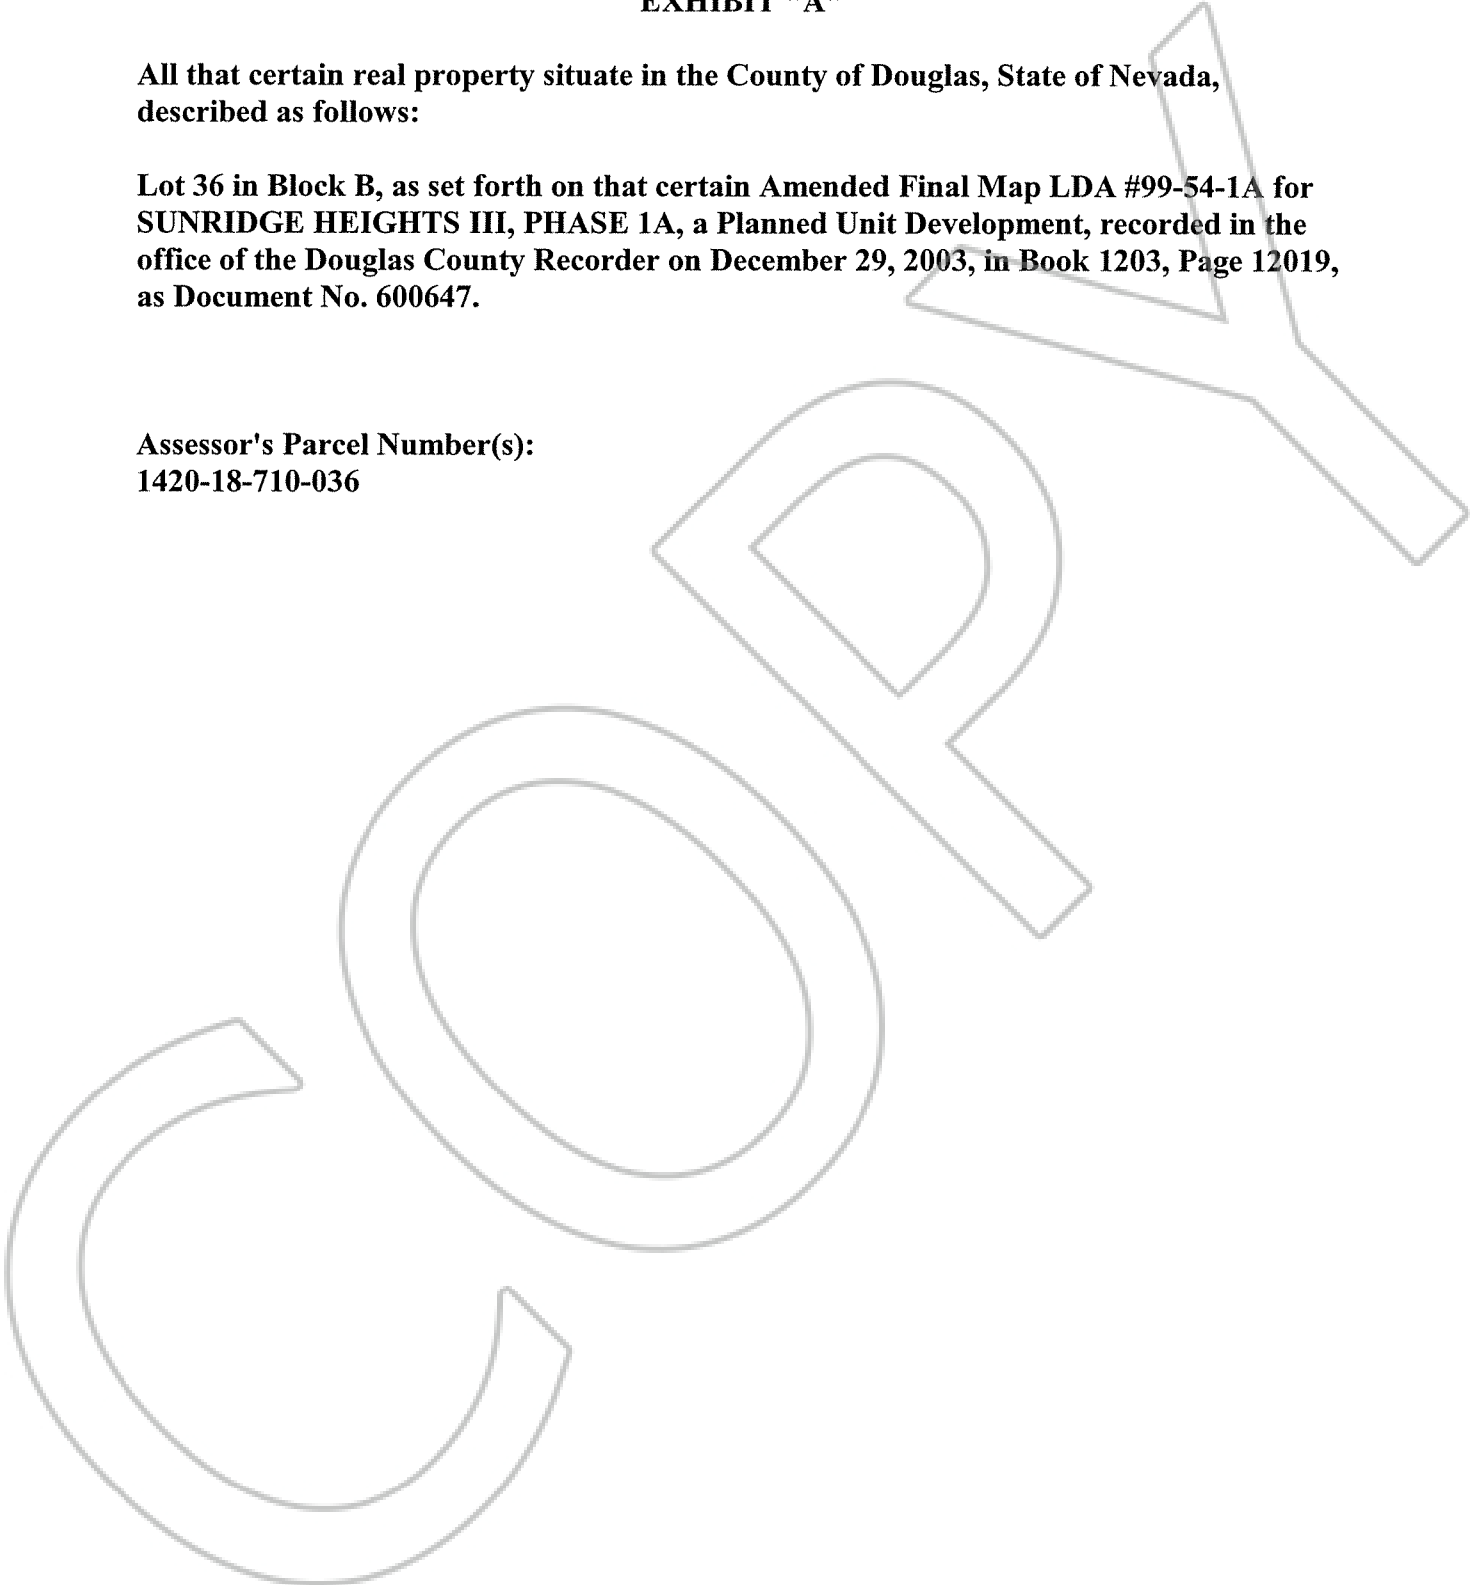 EXHIBIT "A"
All that certain real property situate in the County of Douglas, State of Nevada,
described as follows:
Lot 36 in Block B, as set forth on that certain Amended Final Map LDA #99-54-1A for
SUNRIDGE HEIGHTS III, PHASE 1A, a Planned Unit Development, recorded in the
office of the Douglas County Recorder on December 29, 2003, in Book 1203, Page 12019,
as Document No. 600647.
Assessor's Parcel Number(s):
1420-18-710-036
COPY